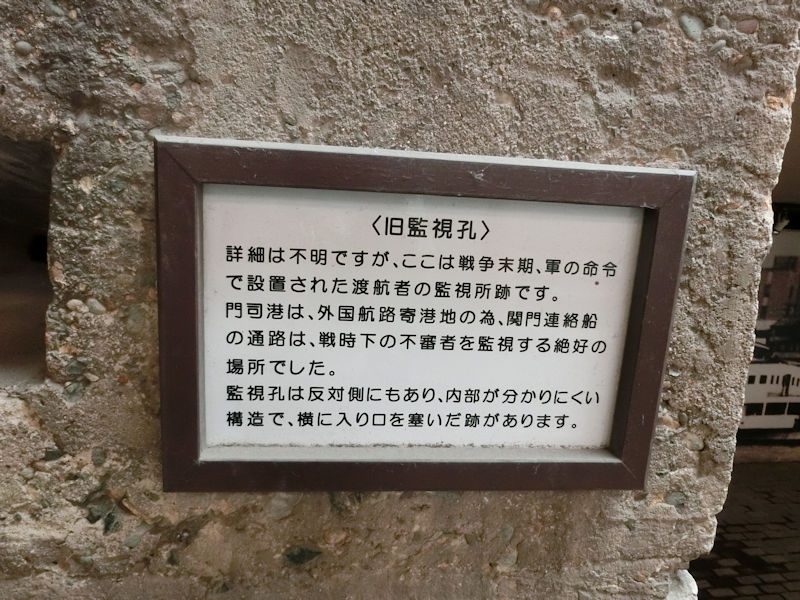 〈旧監視孔〉
詳細は不明ですが、ここは戦争末期、軍の命令
で設置された渡航者の監視所跡です。
門司港は、外国航路寄港地の為、関門連絡船
の通路は、戦時下の不審者を監視する絶好の
場所でした。
監視孔は反対側にもあり、内部が分かりにくい
構造で、横に入り口を塞いだ跡があります。